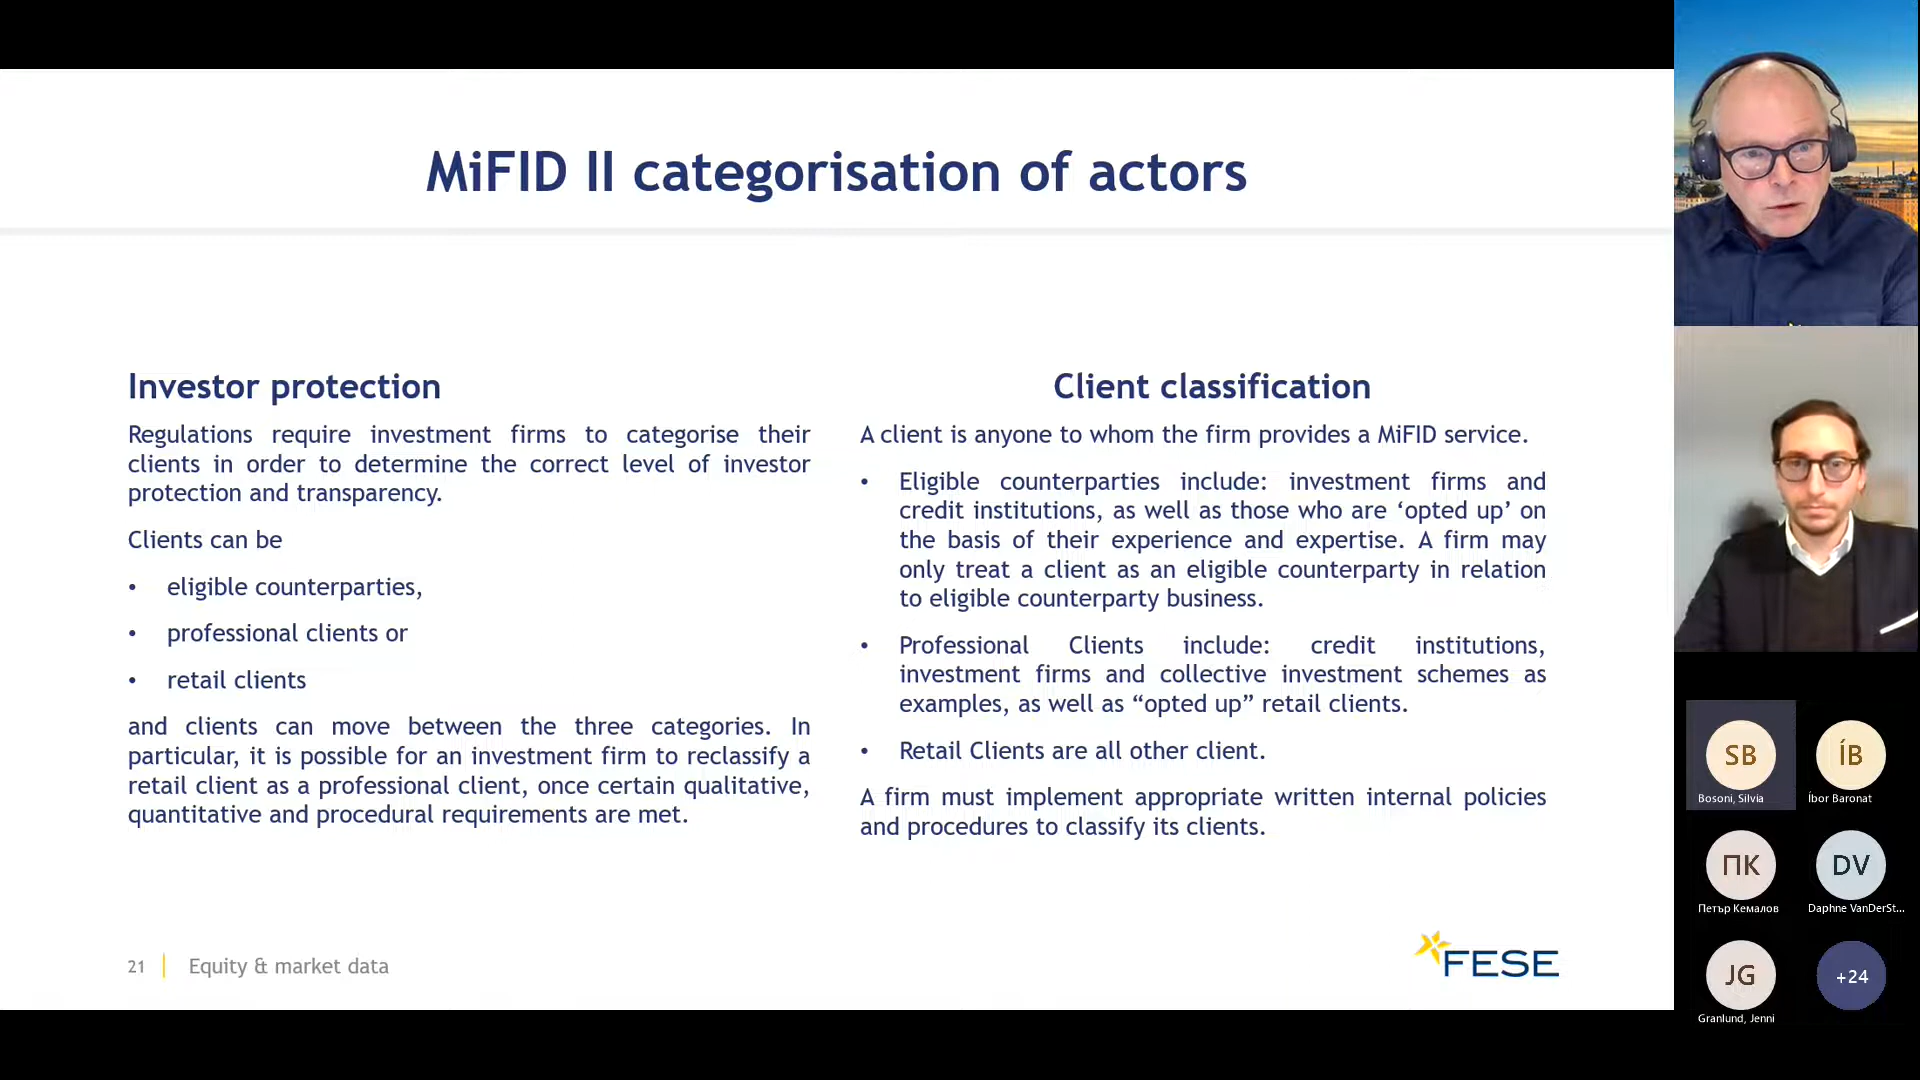 MiFID II categorisation of actors
Investor protection
Regulations require investment firms to categorise their
clients in order to determine the correct level of investor
protection and transparency.
Clients can be
• eligible counterparties,
• professional clients or
• retail clients
and clients can move between the three categories. In
particular, it is possible for an investment firm to reclassify a
retail client as a professional client, once certain qualitative,
quantitative and procedural requirements are met.
Client classification
A client is anyone to whom the firm provides a MiFID service.
• Eligible counterparties include: investment firms and
credit institutions, as well as those who are ‘opted up’ on
the basis of their experience and expertise. A firm may
only treat a client as an eligible counterparty in relation
to eligible counterparty business.
• Professional Clients include: credit institutions,
investment firms and collective investment schemes as
examples, as well as “opted up” retail clients.
• Retail Clients are all other client.
A firm must implement appropriate written internal policies
and procedures to classify its clients.
21 Equity & market data
FESE
SB
Bosoni, Silvia
ÍB
Íbor Baronat
ПК
Петър Кемалов
DV
Daphne VanDerSt...
JG
Granlund, Jenni
+24